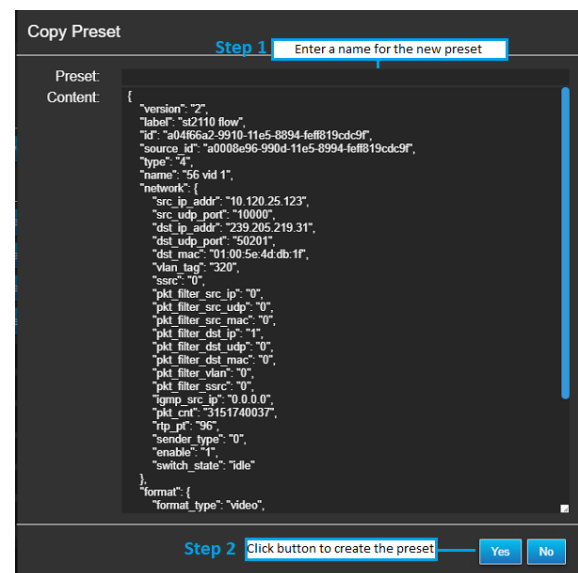 Copy Preset
Step 1 Enter a name for the new preset
Preset:
Content:
{
"version": "2",
"label": "st2110 flow",
"id": "a04f66a2-9910-11e5-8894-feff819cdc9f",
"source_id": "a0008e96-990d-11e5-8994-feff819cdc9f",
"type": "4",
"name": "56 vid 1",
"network": {
"src_ip_addr": "10.120.25.123",
"src_udp_port": "10000",
"dst_ip_addr": "239.205.219.31",
"dst_udp_port": "50201",
"dst_mac": "01:00:5e:4d:db:1f",
"vlan_tag": "320",
"ssrc": "0",
"pkt_filter_src_ip": "0",
"pkt_filter_src_udp": "0",
"pkt_filter_src_mac": "0",
"pkt_filter_dst_ip": "1",
"pkt_filter_dst_udp": "0",
"pkt_filter_dst_mac": "0",
"pkt_filter_vlan": "0",
"pkt_filter_ssrc": "0",
"igmp_src_ip": "0.0.0.0",
"pkt_cnt": "3151740037",
"rtp_pt": "96",
"sender_type": "0",
"enable": "1",
"switch_state": "idle"
},
"format": {
"format_type": "video",
Step 2 Click button to create the preset
Yes No